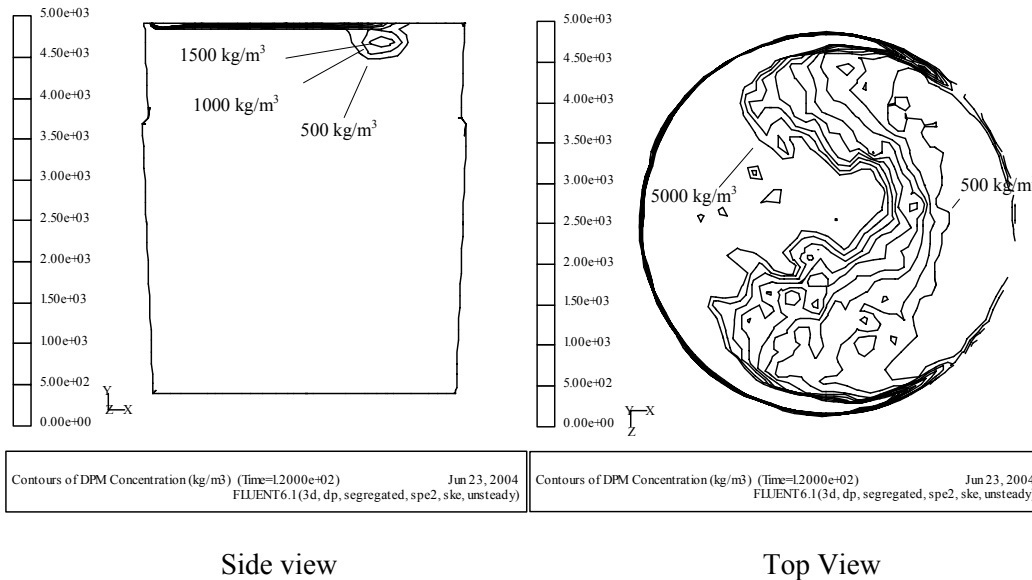 5.00e+03
4.50e+03
4.00e+03
3.50e+03
3.00e+03
2.50e+03
2.00e+03
1.50e+03
1.00e+03
5.00e+02
0.00e+00
1500 kg/m³
1000 kg/m³
500 kg/m³
Y
Z X
Contours of DPM Concentration (kg/m3) (Time=1.2000e+02) Jun 23, 2004
FLUENT 6.1 (3d, dp, segregated, spe2, ske, unsteady)
Side view
5.00e+03
4.50e+03
4.00e+03
3.50e+03
3.00e+03
2.50e+03
2.00e+03
1.50e+03
1.00e+03
5.00e+02
0.00e+00
5000 kg/m³
500 kg/m
Y X
Z
Contours of DPM Concentration (kg/m3) (Time=1.2000e+02) Jun 23, 2004
FLUENT 6.1 (3d, dp, segregated, spe2, ske, unsteady)
Top View